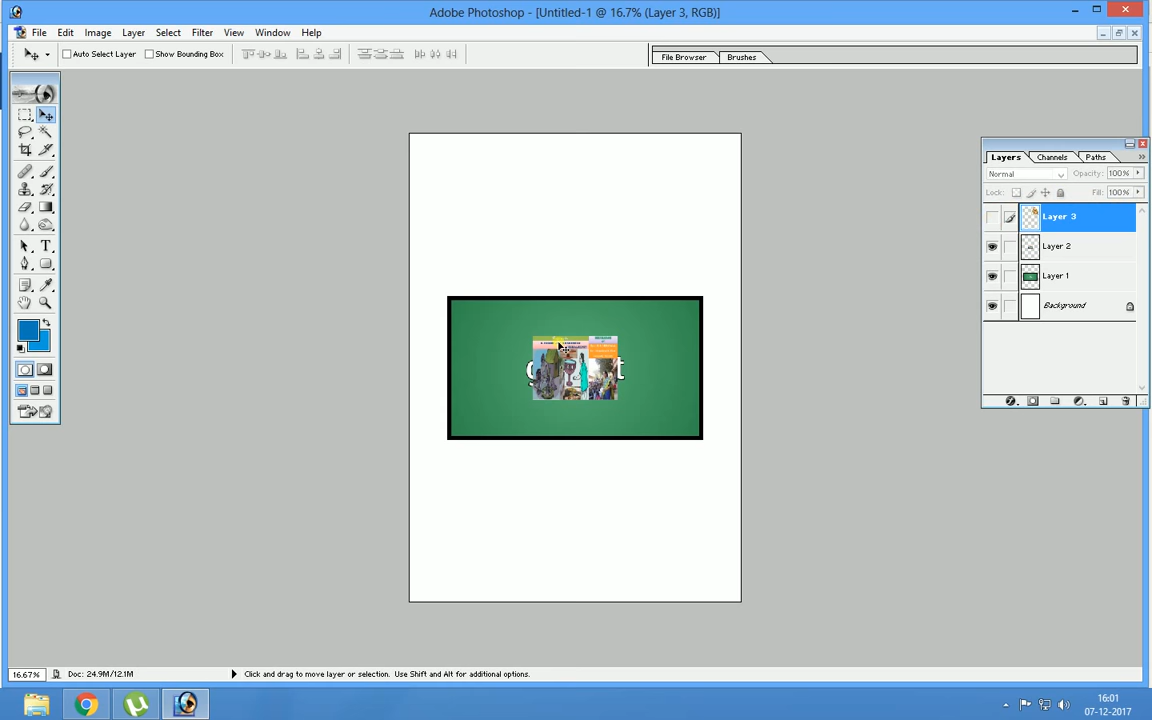 Adobe Photoshop - [Untitled-1 @ 16.7% (Layer 3, RGB)]
File Edit Image Layer Select Filter View Window Help
Auto Select Layer Show Bounding Box
File Browser Brushes
Layers Channels Paths
Normal Opacity: 100%
Lock: Fill: 100%
Layer 3
Layer 2
Layer 1
Background
T
16.67% Doc: 24.9M/12.1M Click and drag to move layer or selection. Use Shift and Alt for additional options.
16:01
07-12-2017